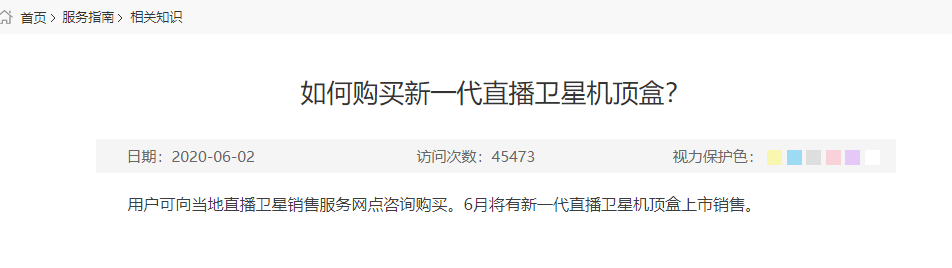 首页 > 服务指南 > 相关知识
如何购买新一代直播卫星机顶盒？
日期：2020-06-02 访问次数：45473 视力保护色：
用户可向当地直播卫星销售服务网点咨询购买。6月将有新一代直播卫星机顶盒上市销售。